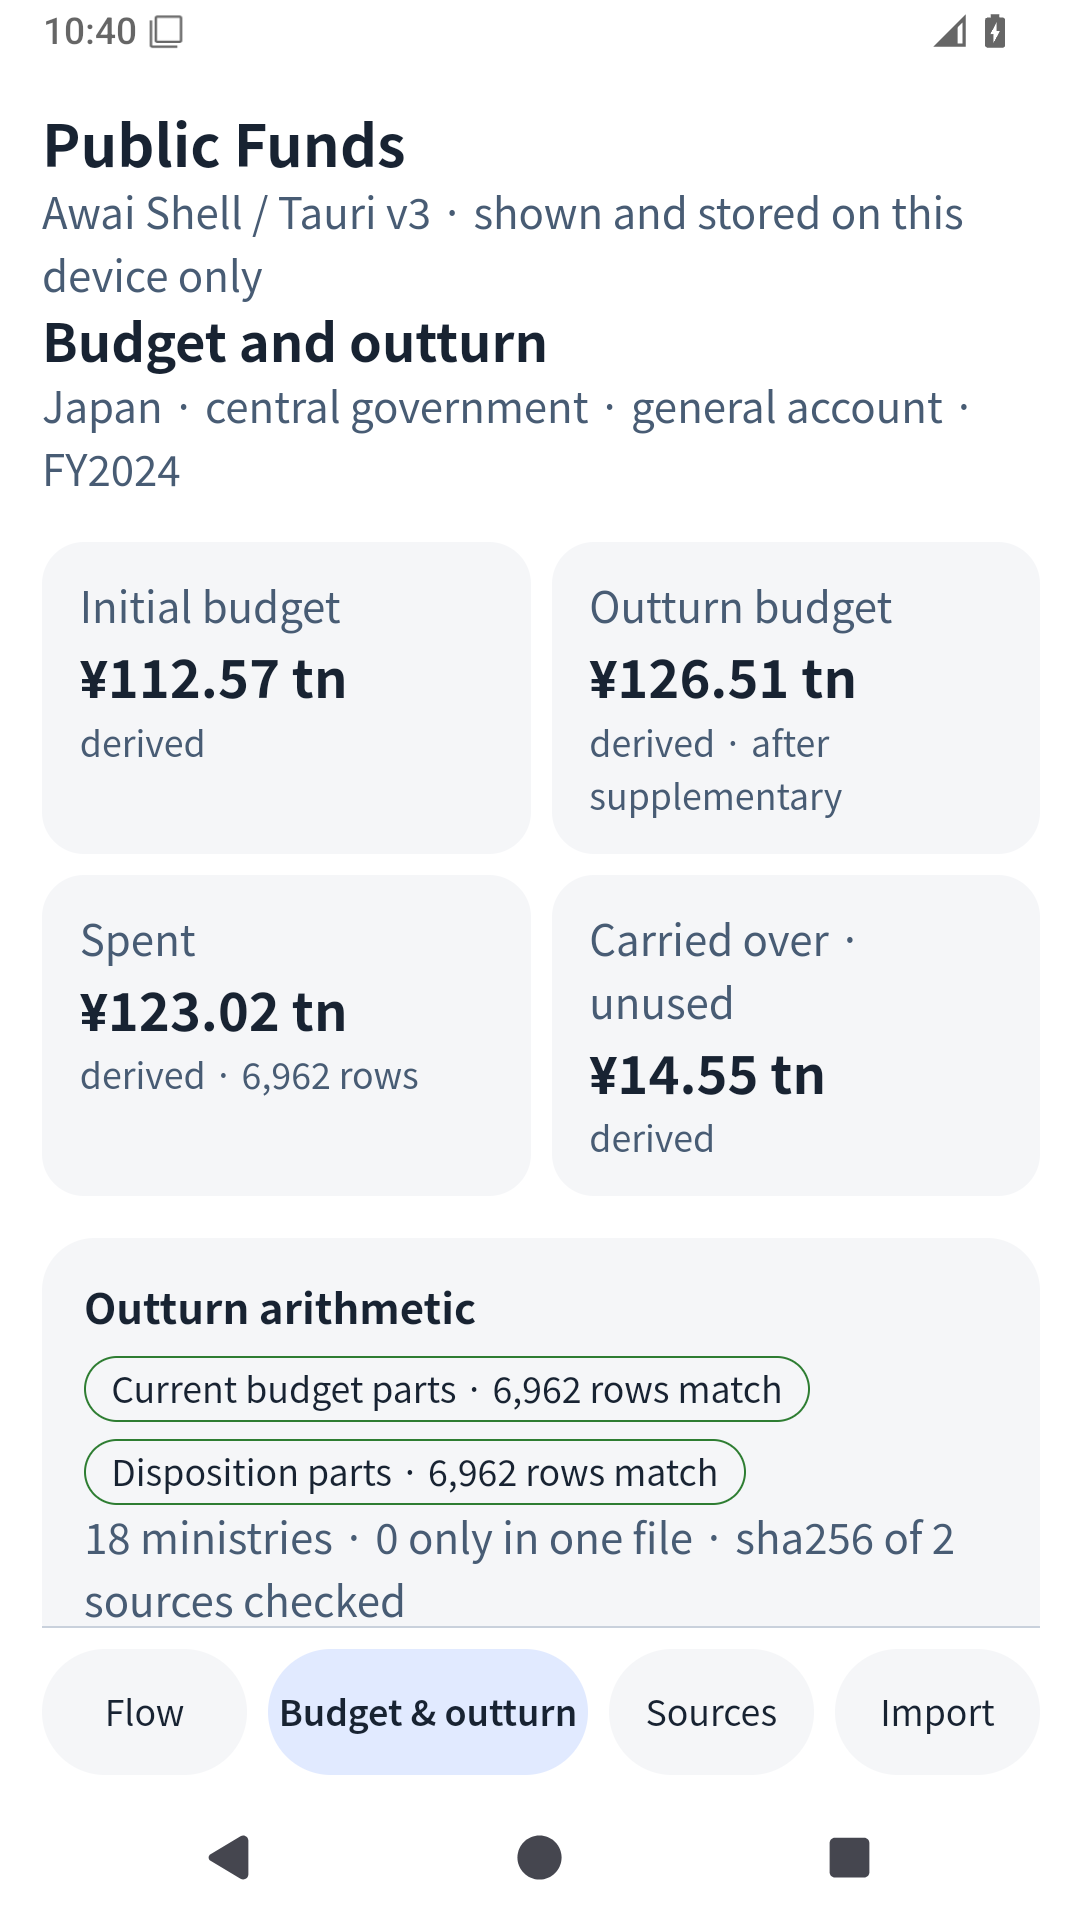 10:40
Public Funds
Awai Shell / Tauri v3 · shown and stored on this
device only
Budget and outturn
Japan · central government · general account ·
FY2024
Initial budget
¥112.57 tn
derived
Outturn budget
¥126.51 tn
derived · after
supplementary
Spent
¥123.02 tn
derived · 6,962 rows
Carried over ·
unused
¥14.55 tn
derived
Outturn arithmetic
Current budget parts · 6,962 rows match
Disposition parts · 6,962 rows match
18 ministries · 0 only in one file · sha256 of 2
sources checked
Flow
Budget & outturn
Sources
Import